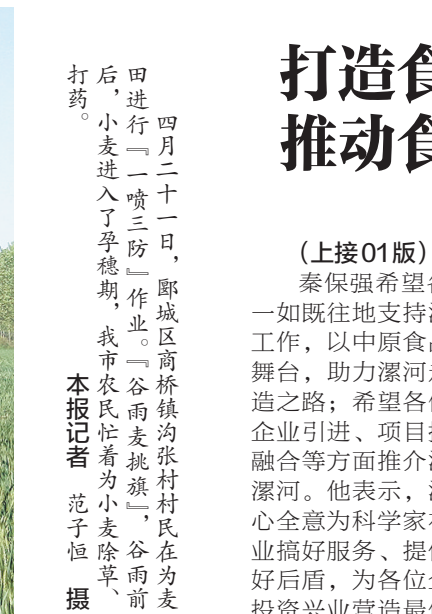 四月二十一日，郾城区商桥镇沟张村村民在为麦
田进行『一喷三防』作业。『谷雨麦挑旗』，谷雨前
后，小麦进入了孕穗期，我市农民忙着为小麦除草、
打药。
本报记者 范子恒 摄
打造食
推动食
（上接01版）
秦保强希望各
一如既往地支持
工作，以中原食品
舞台，助力漯河
造之路；希望各位
企业引进、项目
融合等方面推介
漯河。他表示，
心全意为科学家
业搞好服务、提供
好后盾，为各位
投资兴业营造最